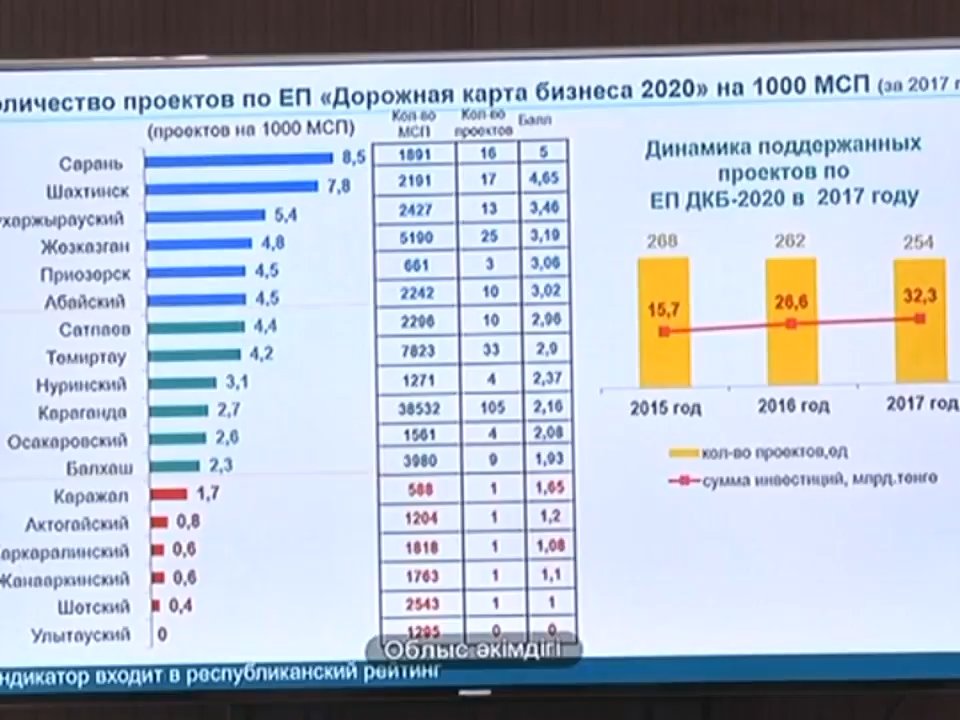 оличество проектов по ЕП «Дорожная карта бизнеса 2020» на 1000 МСП (за 2017 г
(проектов на 1000 МСП) Кол-во МСП Кол-во проектов Балл
Сарань 8,5 1891 16 5
Шахтинск 7,8 2191 17 4,65
ухаржырауский 5,4 2427 13 3,46
Жезказган 4,8 5190 25 3,19
Приозерск 4,5 661 3 3,06
Абайский 4,5 2242 10 3,02
Сатпаев 4,4 2296 10 2,96
Темиртау 4,2 7823 33 2,9
Нуринский 3,1 1271 4 2,37
Караганда 2,7 38532 105 2,16
Осакаровский 2,6 1561 4 2,08
Балхаш 2,3 3980 9 1,93
Каражал 1,7 588 1 1,65
Актогайский 0,8 1204 1 1,2
аркаралинский 0,6 1818 1 1,08
Жанааркинский 0,6 1763 1 1,1
Шетский 0,4 2543 1 1
Улытауский 0 1295 0 0
Динамика поддержанных
проектов по
ЕП ДКБ-2020 в 2017 году
268 262 254
15,7 26,6 32,3
2015 год 2016 год 2017 год
кол-во проектов,ед
сумма инвестиций, млрд.тенге
Облыс әкімдігі
ндикатор входит в республиканский рейтинг